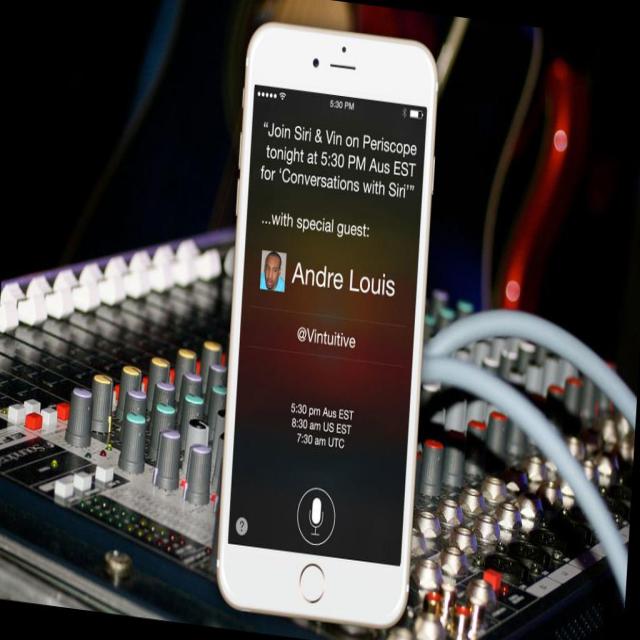 5:30 PM
“Join Siri & Vin on Periscope
tonight at 5:30 PM Aus EST
for ‘Conversations with Siri’”
...with special guest:
Andre Louis
@Vintuitive
5:30 pm Aus EST
8:30 am US EST
7:30 am UTC
?